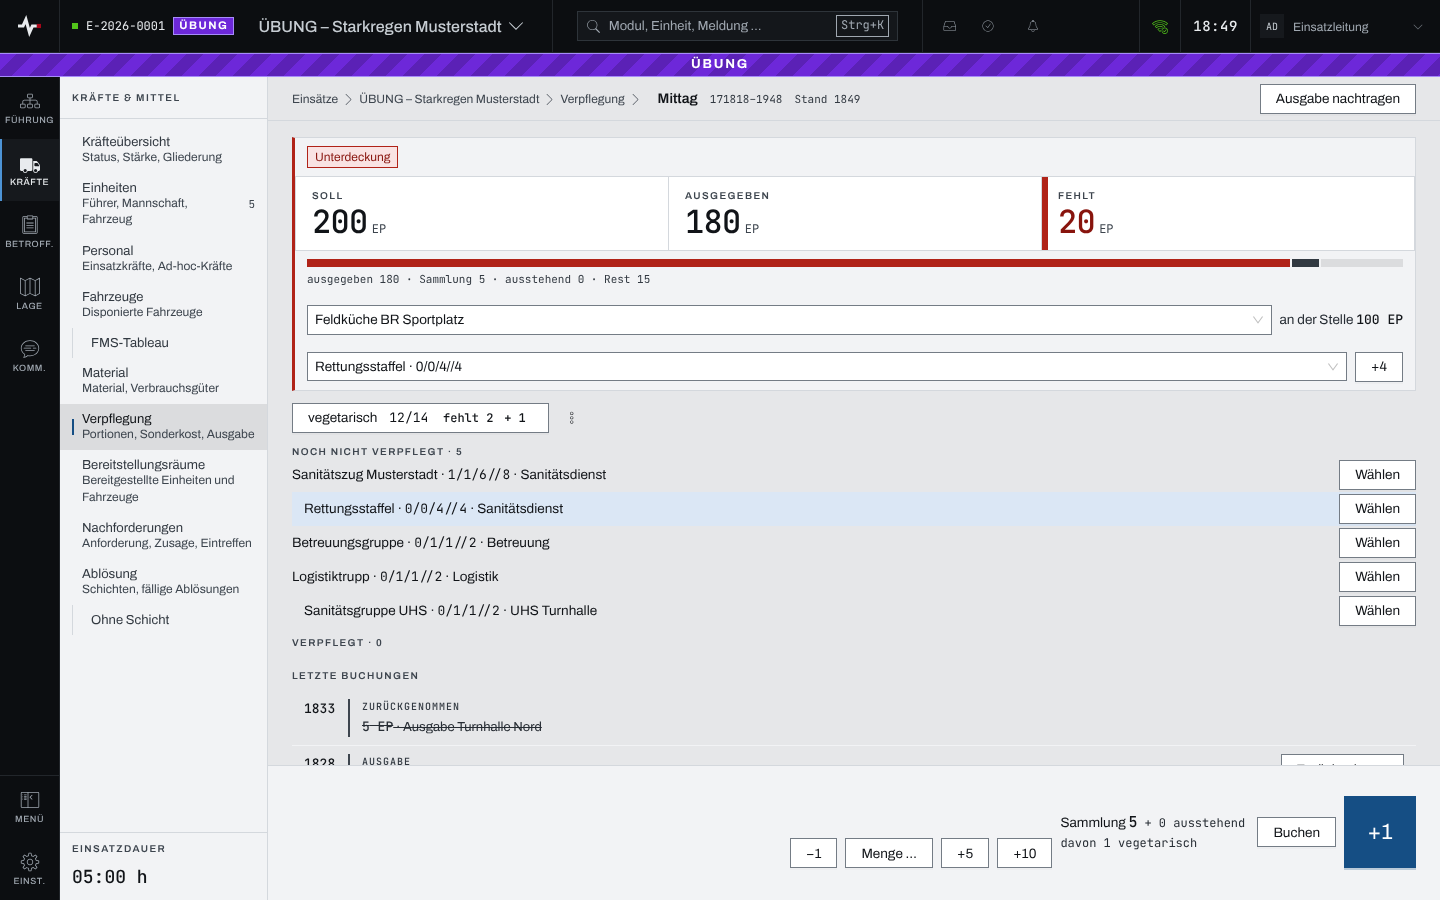 E-2026-0001 ÜBUNG ÜBUNG – Starkregen Musterstadt Modul, Einheit, Meldung ... Strg+K 18:49 AD Einsatzleitung
ÜBUNG
FÜHRUNG
KRÄFTE
BETROFF.
LAGE
KOMM.
MENÜ
EINST.
KRÄFTE & MITTEL
Kräfteübersicht
Status, Stärke, Gliederung
Einheiten
Führer, Mannschaft, 5
Fahrzeug
Personal
Einsatzkräfte, Ad-hoc-Kräfte
Fahrzeuge
Disponierte Fahrzeuge
FMS-Tableau
Material
Material, Verbrauchsgüter
Verpflegung
Portionen, Sonderkost, Ausgabe
Bereitstellungsräume
Bereitgestellte Einheiten und
Fahrzeuge
Nachforderungen
Anforderung, Zusage, Eintreffen
Ablösung
Schichten, fällige Ablösungen
Ohne Schicht
EINSATZDAUER
05:00 h
Einsätze ÜBUNG – Starkregen Musterstadt Verpflegung Mittag 171818–1948 Stand 1849 Ausgabe nachtragen
Unterdeckung
SOLL AUSGEGEBEN FEHLT
200 EP 180 EP 20 EP
ausgegeben 180 · Sammlung 5 · ausstehend 0 · Rest 15
Feldküche BR Sportplatz an der Stelle 100 EP
Rettungsstaffel · 0/0/4//4 +4
vegetarisch 12/14 fehlt 2 + 1
NOCH NICHT VERPFLEGT · 5
Sanitätszug Musterstadt · 1/1/6//8 · Sanitätsdienst Wählen
Rettungsstaffel · 0/0/4//4 · Sanitätsdienst Wählen
Betreuungsgruppe · 0/1/1//2 · Betreuung Wählen
Logistiktrupp · 0/1/1//2 · Logistik Wählen
Sanitätsgruppe UHS · 0/1/1//2 · UHS Turnhalle Wählen
VERPFLEGT · 0
LETZTE BUCHUNGEN
1833 ZURÜCKGENOMMEN
5 EP · Ausgabe Turnhalle Nord
1828 AUSGABE
Sammlung 5 + 0 ausstehend
davon 1 vegetarisch
−1 Menge ... +5 +10 Buchen +1